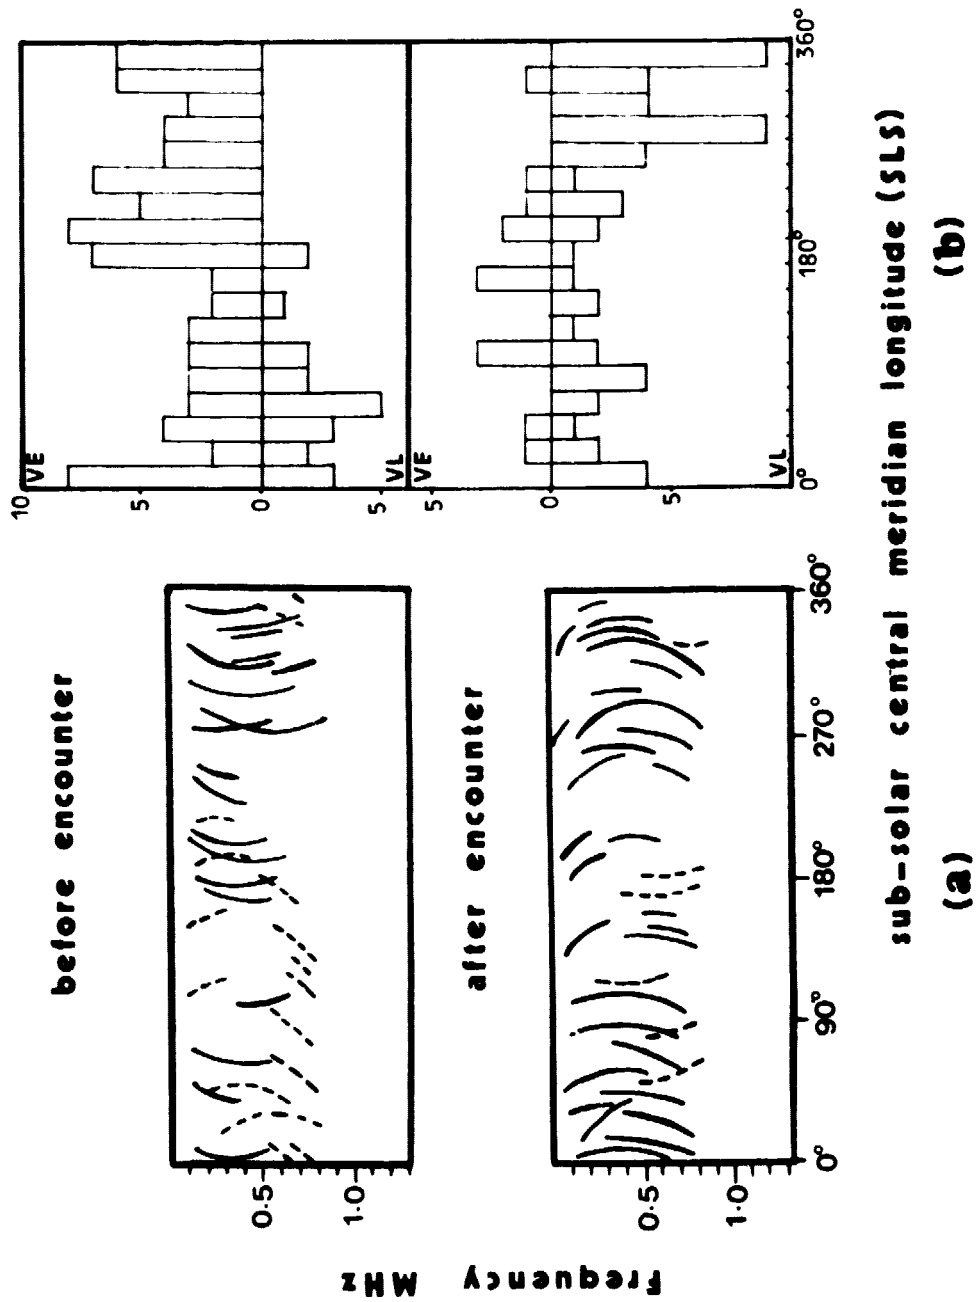 before encounter
after encounter
Frequency MHz
0.5
1.0
0.5
1.0
0° 90° 180° 270° 360°
10
5
0
5
VE
VL
5
0
5
VE
VL
0° 180° 360°
sub-solar central meridian longitude (SLS)
(a) (b)